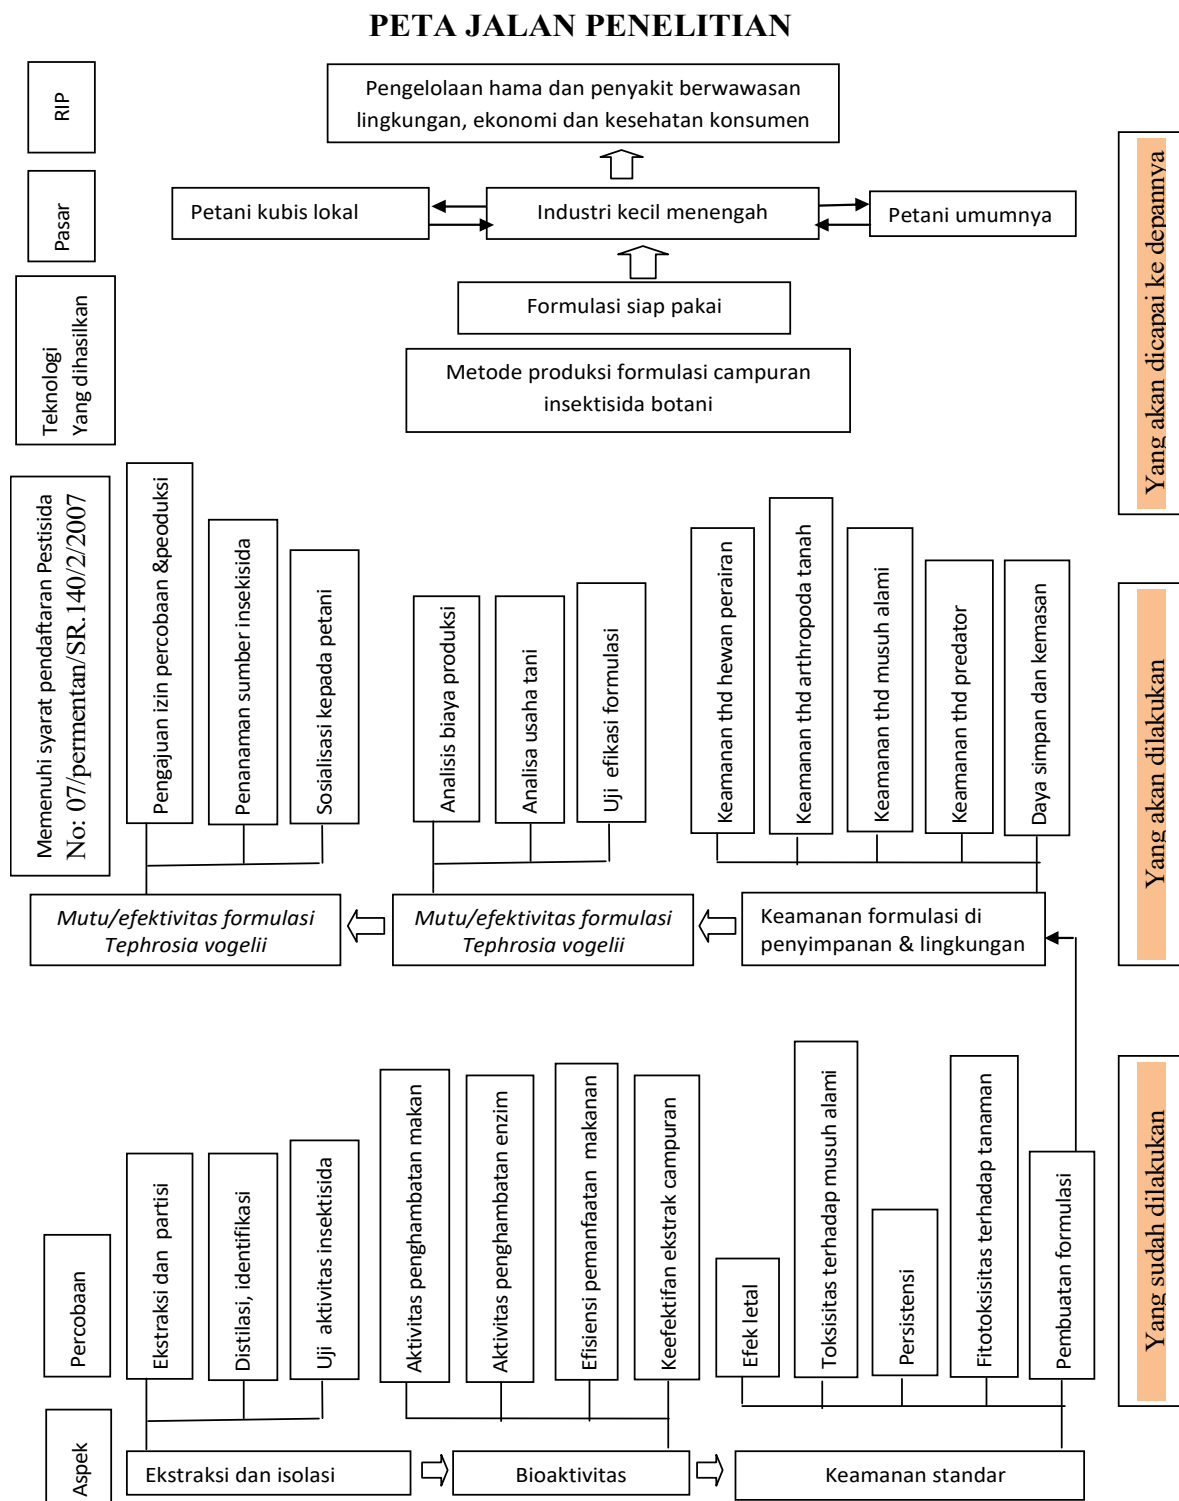 PETA JALAN PENELITIAN
RIP
Pengelolaan hama dan penyakit berwawasan
lingkungan, ekonomi dan kesehatan konsumen
Pasar
Petani kubis lokal
Industri kecil menengah
Petani umumnya
Yang akan dicapai ke depannya
Teknologi
Yang dihasilkan
Formulasi siap pakai
Metode produksi formulasi campuran
insektisida botani
Memenuhi syarat pendaftaran Pestisida
No: 07/permentan/SR.140/2/2007
Pengajuan izin percobaan &peoduksi
Penanaman sumber insekisida
Sosialisasi kepada petani
Analisis biaya produksi
Analisa usaha tani
Uji efikasi formulasi
Keamanan thd hewan perairan
Keamanan thd arthropoda tanah
Keamanan thd musuh alami
Keamanan thd predator
Daya simpan dan kemasan
Yang akan dilakukan
Mutu/efektivitas formulasi
Tephrosia vogelii
Mutu/efektivitas formulasi
Tephrosia vogelii
Keamanan formulasi di
penyimpanan & lingkungan
Percobaan
Ekstraksi dan partisi
Distilasi, identifikasi
Uji aktivitas insektisida
Aktivitas penghambatan makan
Aktivitas penghambatan enzim
Efisiensi pemanfaatan makanan
Keefektifan ekstrak campuran
Efek letal
Toksisitas terhadap musuh alami
Persistensi
Fitotoksisitas terhadap tanaman
Pembuatan formulasi
Yang sudah dilakukan
Aspek
Ekstraksi dan isolasi
Bioaktivitas
Keamanan standar